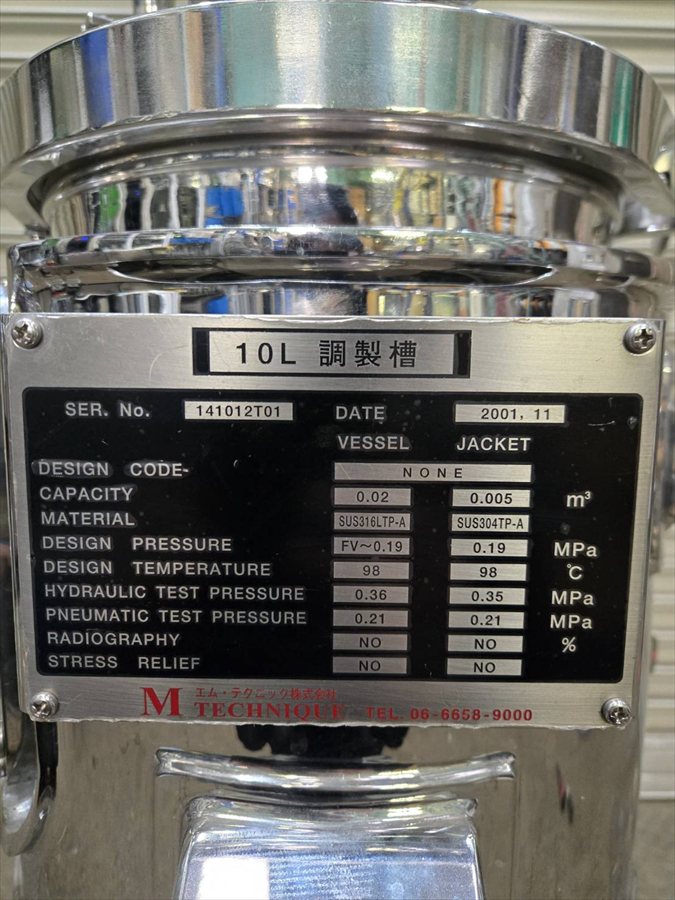 10L 調製槽
SER. No. 141012T01 DATE 2001, 11
VESSEL JACKET
DESIGN CODE- NONE
CAPACITY 0.02 0.005 m³
MATERIAL SUS316LTP-A SUS304TP-A
DESIGN PRESSURE FV～0.19 0.19 MPa
DESIGN TEMPERATURE 98 98 ℃
HYDRAULIC TEST PRESSURE 0.36 0.35 MPa
PNEUMATIC TEST PRESSURE 0.21 0.21 MPa
RADIOGRAPHY NO NO %
STRESS RELIEF NO NO
エム・テクニック株式会社
M TECHNIQUE TEL. 06-6658-9000